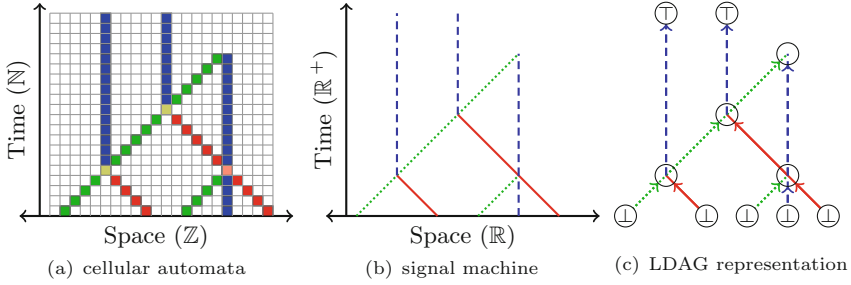 Time (ℕ)
Space (ℤ)
(a) cellular automata
Time (ℝ⁺)
Space (ℝ)
(b) signal machine
⊤ ⊤
⊥ ⊥ ⊥ ⊥ ⊥
(c) LDAG representation